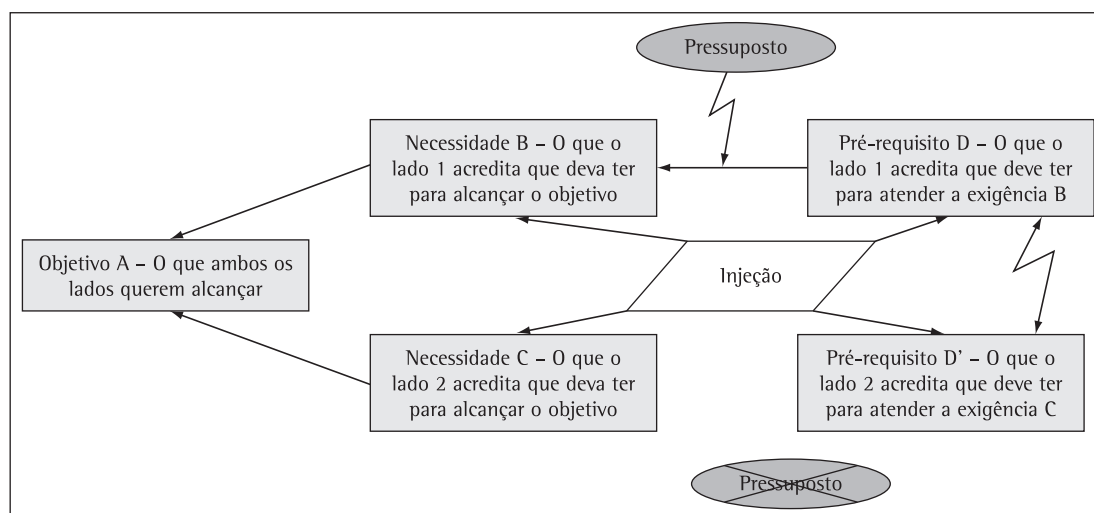 Pressuposto
Necessidade B – O que o
lado 1 acredita que deva ter
para alcançar o objetivo
Pré-requisito D – O que o
lado 1 acredita que deve ter
para atender a exigência B
Objetivo A – O que ambos os
lados querem alcançar
Injeção
Necessidade C – O que o
lado 2 acredita que deva ter
para alcançar o objetivo
Pré-requisito D' – O que o
lado 2 acredita que deve ter
para atender a exigência C
Pressuposto